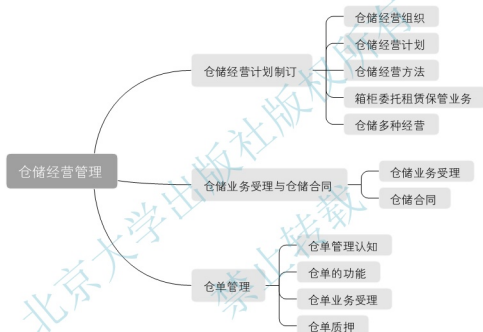 仓储经营管理
仓储经营计划制订
仓储经营组织
仓储经营计划
仓储经营方法
箱柜委托租赁保管业务
仓储多种经营
仓储业务受理与仓储合同
仓储业务受理
仓储合同
仓单管理
仓单管理认知
仓单的功能
仓单业务受理
仓单质押
北京大学出版社版权所有
禁止转载